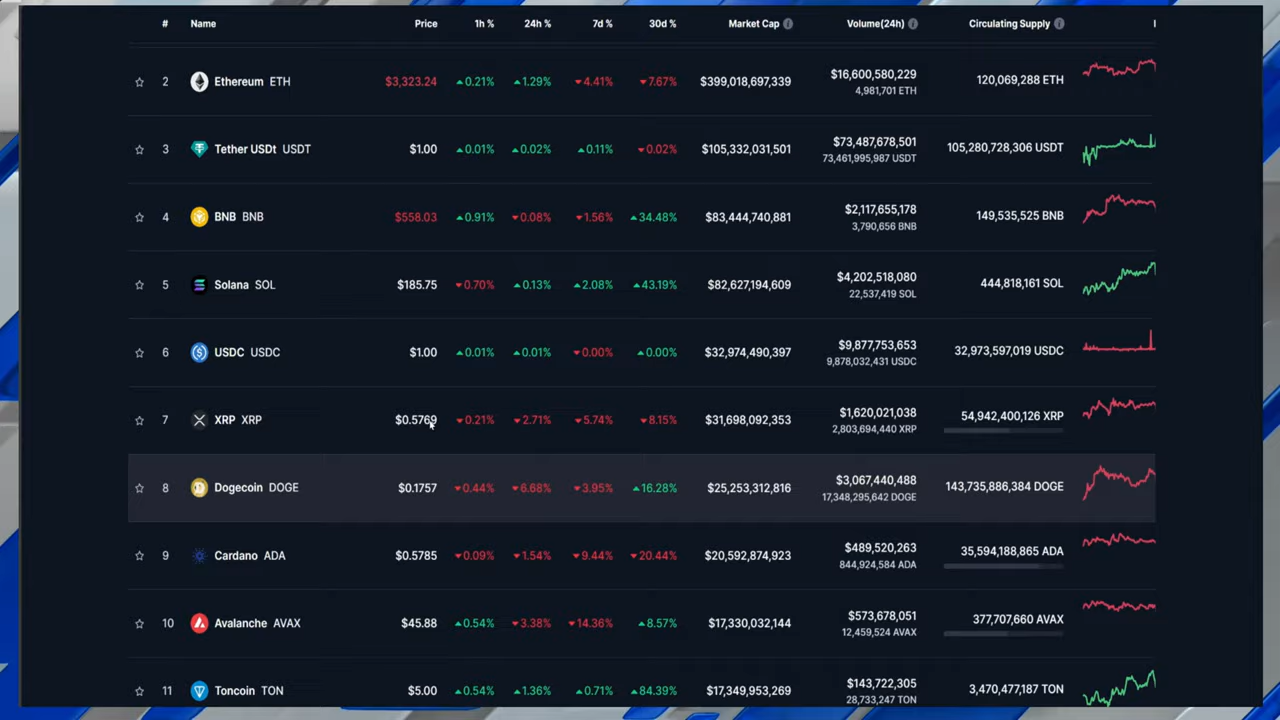 # Name Price 1h % 24h % 7d % 30d % Market Cap Volume(24h) Circulating Supply
2 Ethereum ETH $3,323.24 0.21% 1.29% 4.41% 7.67% $399,018,697,339 $16,600,580,229 120,069,288 ETH
4,981,701 ETH
3 Tether USDt USDT $1.00 0.01% 0.02% 0.11% 0.02% $105,332,031,501 $73,487,678,501 105,280,728,306 USDT
73,461,995,987 USDT
4 BNB BNB $558.03 0.91% 0.08% 1.56% 34.48% $83,444,740,881 $2,117,655,178 149,535,525 BNB
3,790,656 BNB
5 Solana SOL $185.75 0.70% 0.13% 2.08% 43.19% $82,627,194,609 $4,202,518,080 444,818,161 SOL
22,537,419 SOL
6 USDC USDC $1.00 0.01% 0.01% 0.00% 0.00% $32,974,490,397 $9,877,753,653 32,973,597,019 USDC
9,878,032,431 USDC
7 XRP XRP $0.5769 0.21% 2.71% 5.74% 8.15% $31,698,092,353 $1,620,021,038 54,942,400,126 XRP
2,803,694,440 XRP
8 Dogecoin DOGE $0.1757 0.44% 6.68% 3.95% 16.28% $25,253,312,816 $3,067,440,488 143,735,886,384 DOGE
17,348,295,642 DOGE
9 Cardano ADA $0.5785 0.09% 1.54% 9.44% 20.44% $20,592,874,923 $489,520,263 35,594,188,865 ADA
844,924,584 ADA
10 Avalanche AVAX $45.88 0.54% 3.38% 14.36% 8.57% $17,330,032,144 $573,678,051 377,707,660 AVAX
12,459,524 AVAX
11 Toncoin TON $5.00 0.54% 1.36% 0.71% 84.39% $17,349,953,269 $143,722,305 3,470,477,187 TON
28,733,247 TON